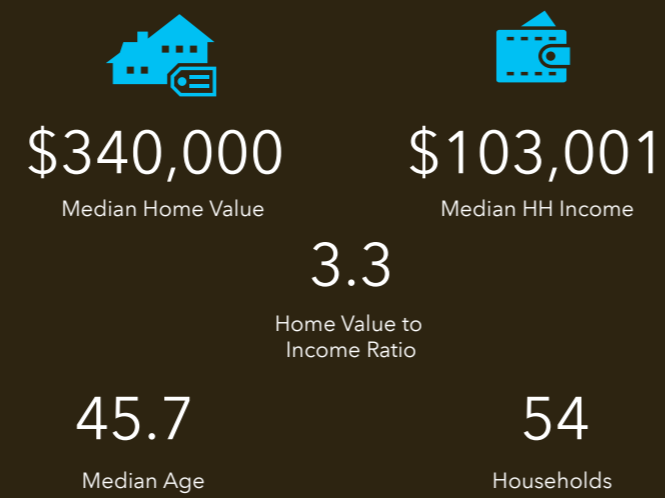 $340,000
Median Home Value
$103,001
Median HH Income
3.3
Home Value to
Income Ratio
45.7
Median Age
54
Households